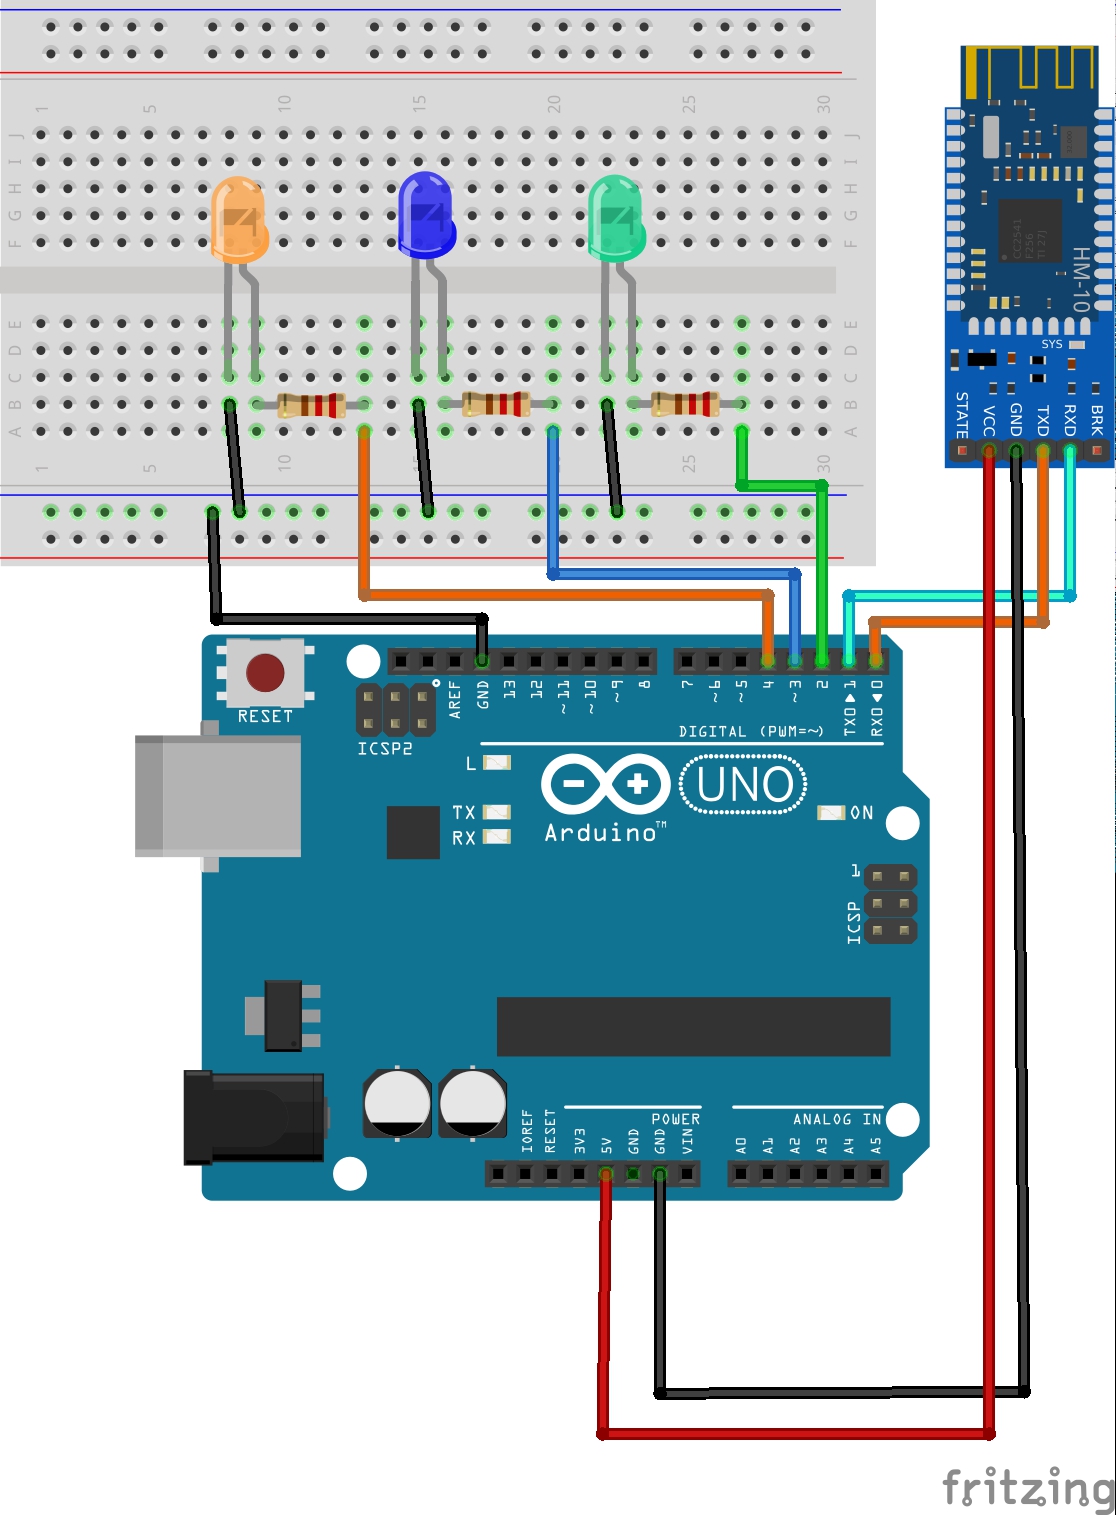 1 5 10 15 20 25 30
J J
I I
H H
G G
F F
E E
D D
C C
B B
A A
1 5 10 15 25 30
CC2541
F256
TI 27J
HM-10
SYS
STATE VCC GND TXD RXD BRK
RESET
ICSP2
AREF GND 13 12 ~11 ~10 ~9 8 7 ~6 ~5 4 ~3 2 TX0▶1 RX0◀0
DIGITAL (PWM=~)
L
TX
RX
UNO
Arduino™
ON
1
ICSP
IOREF RESET 3V3 5V GND GND VIN
POWER
A0 A1 A2 A3 A4 A5
ANALOG IN
fritzing